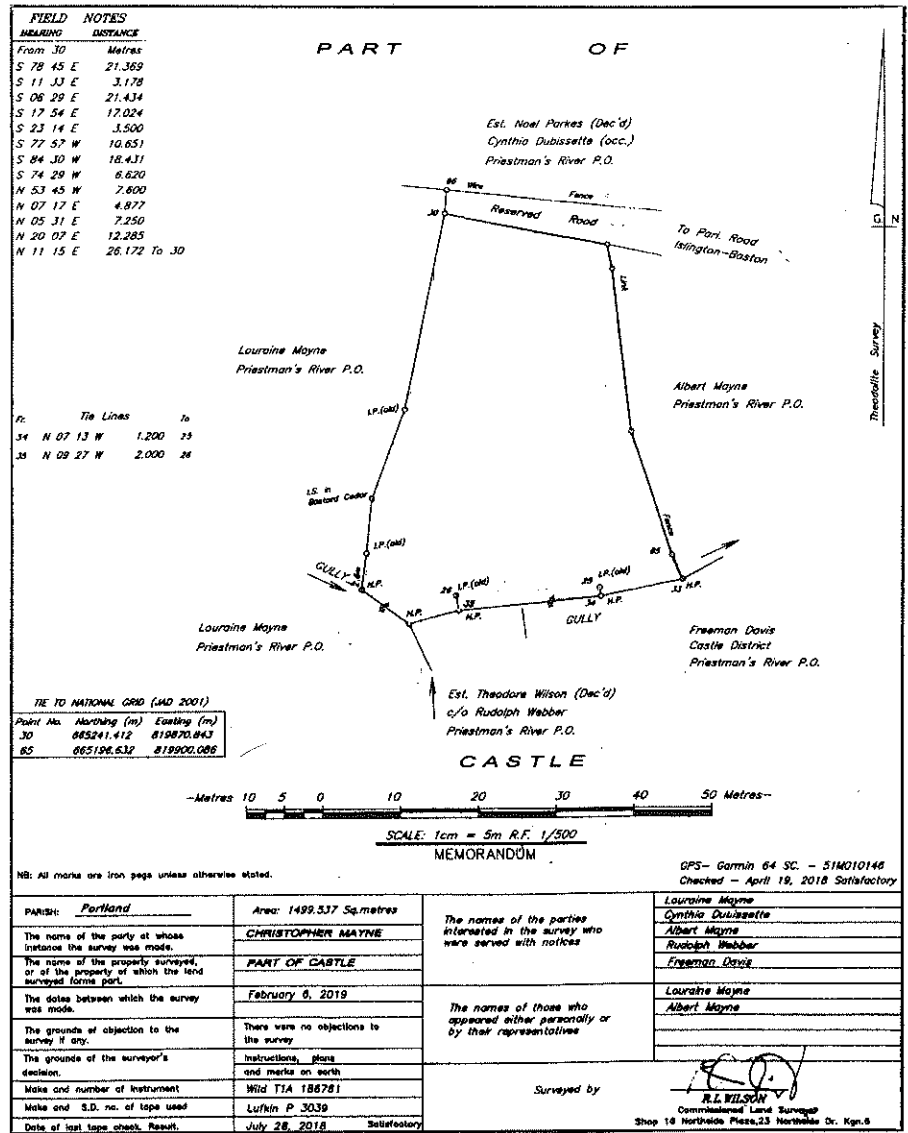 FIELD NOTES
BEARING DISTANCE
From 30 Metres
S 78 45 E 21.369
S 11 33 E 3.178
S 06 29 E 21.434
S 17 54 E 17.024
S 23 14 E 3.500
S 77 57 W 10.651
S 84 30 W 18.431
S 74 29 W 6.620
N 53 45 W 7.600
N 07 17 E 4.877
N 05 31 E 7.250
N 20 07 E 12.285
N 11 15 E 26.172 To 30
PART OF
Est. Noel Parkes (Dec'd)
Cynthia Dubissette (occ.)
Priestman's River P.O.
86 Wire Fence
30 Reserved Road
To Pari. Road
Islington-Boston
G N
Theodolite Survey
Link
Louraine Mayne
Priestman's River P.O.
Albert Mayne
Priestman's River P.O.
I.P.(old)
Fr. Tie Lines To
34 N 07 13 W 1.200 25
35 N 09 27 W 2.000 26
I.S. in
Bastard Cedar
I.P.(old)
Fence
65
GULLY
H.P.
26 I.P.(old)
25 I.P.(old)
33 H.P.
H.P.
35
H.P.
34 H.P.
GULLY
Louraine Mayne
Priestman's River P.O.
Freeman Davis
Castle District
Priestman's River P.O.
Est. Theodore Wilson (Dec'd)
c/o Rudolph Webber
Priestman's River P.O.
TIE TO NATIONAL GRID (JAD 2001)
Point No. Northing (m) Easting (m)
30 665241.412 819870.843
65 665196.632 819900.086
CASTLE
-Metres 10 5 0 10 20 30 40 50 Metres-
SCALE: 1cm = 5m R.F. 1/500
MEMORANDUM
NB: All marks are iron pegs unless otherwise stated.
GPS- Garmin 64 SC. - 51M010146
Checked - April 19, 2018 Satisfactory
PARISH: Portland
Area: 1499.537 Sq.metres
The name of the party at whose instance the survey was made.
CHRISTOPHER MAYNE
The name of the property surveyed, or of the property of which the land surveyed forms part.
PART OF CASTLE
The dates between which the survey was made.
February 6, 2019
The grounds of objection to the survey if any.
There were no objections to the survey
The grounds of the surveyor's decision.
Instructions, plans and marks on earth
Make and number of instrument
Wild T1A 186781
Make and S.D. no. of tape used
Lufkin P 3039
Date of last tape check. Result.
July 28, 2018 Satisfactory
The names of the parties interested in the survey who were served with notices
Louraine Mayne
Cynthia Dubissette
Albert Mayne
Rudolph Webber
Freeman Davis
The names of those who appeared either personally or by their representatives
Louraine Mayne
Albert Mayne
Surveyed by
R.L.WILSON
Commissioned Land Surveyor
Shop 16 Northside Plaza,23 Northside Dr. Kgn.6